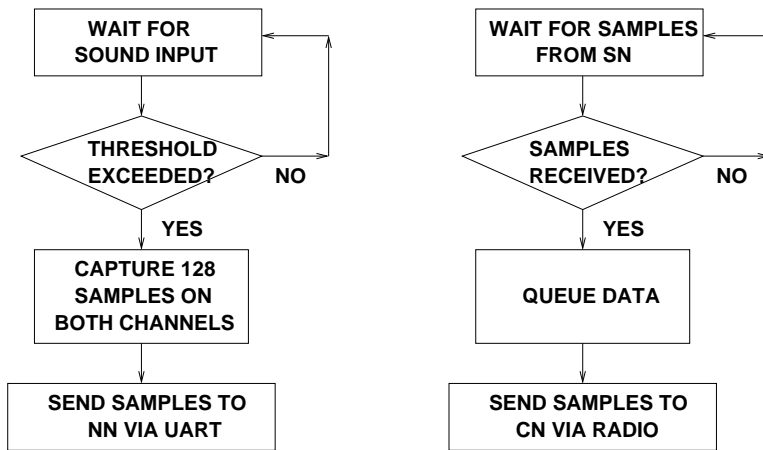 WAIT FOR
SOUND INPUT
THRESHOLD
EXCEEDED?
NO
YES
CAPTURE 128
SAMPLES ON
BOTH CHANNELS
SEND SAMPLES TO
NN VIA UART
WAIT FOR SAMPLES
FROM SN
SAMPLES
RECEIVED?
NO
YES
QUEUE DATA
SEND SAMPLES TO
CN VIA RADIO